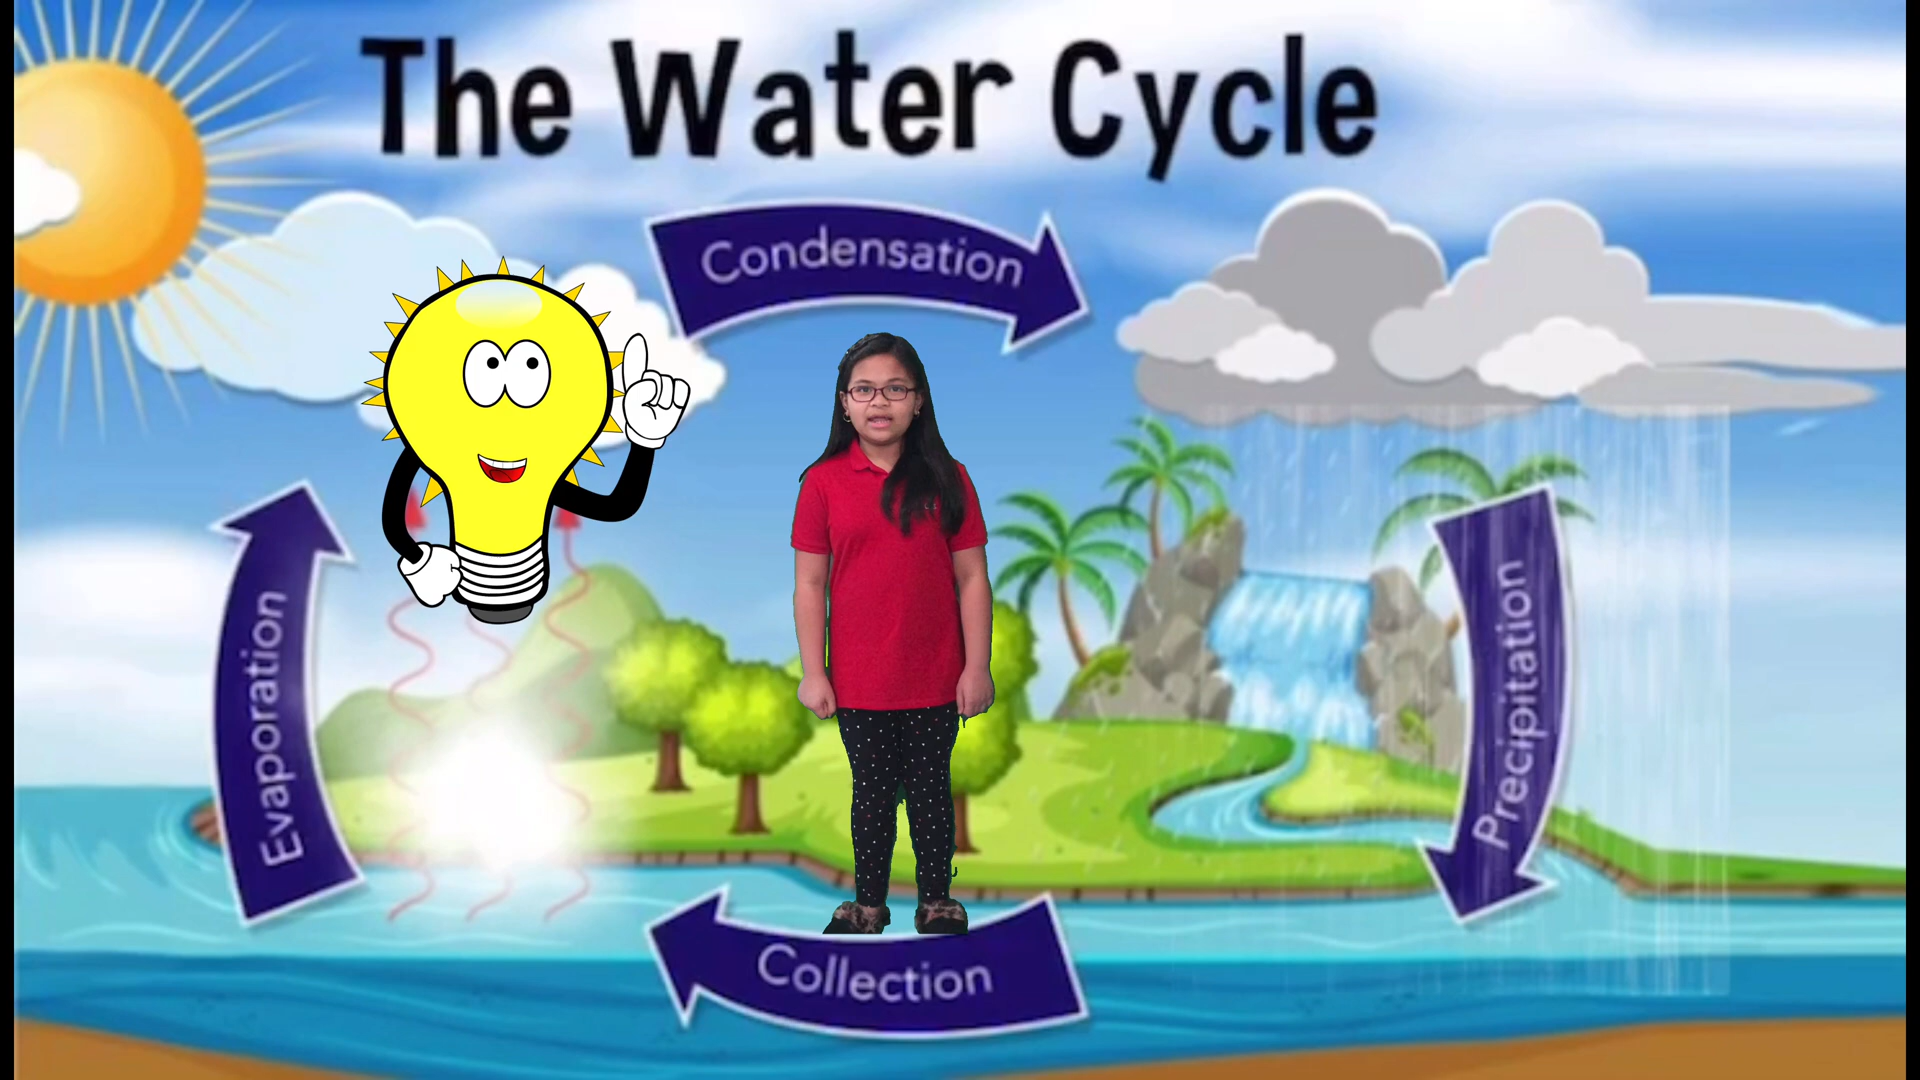 The Water Cycle
Condensation
Evaporation
Precipitation
Collection